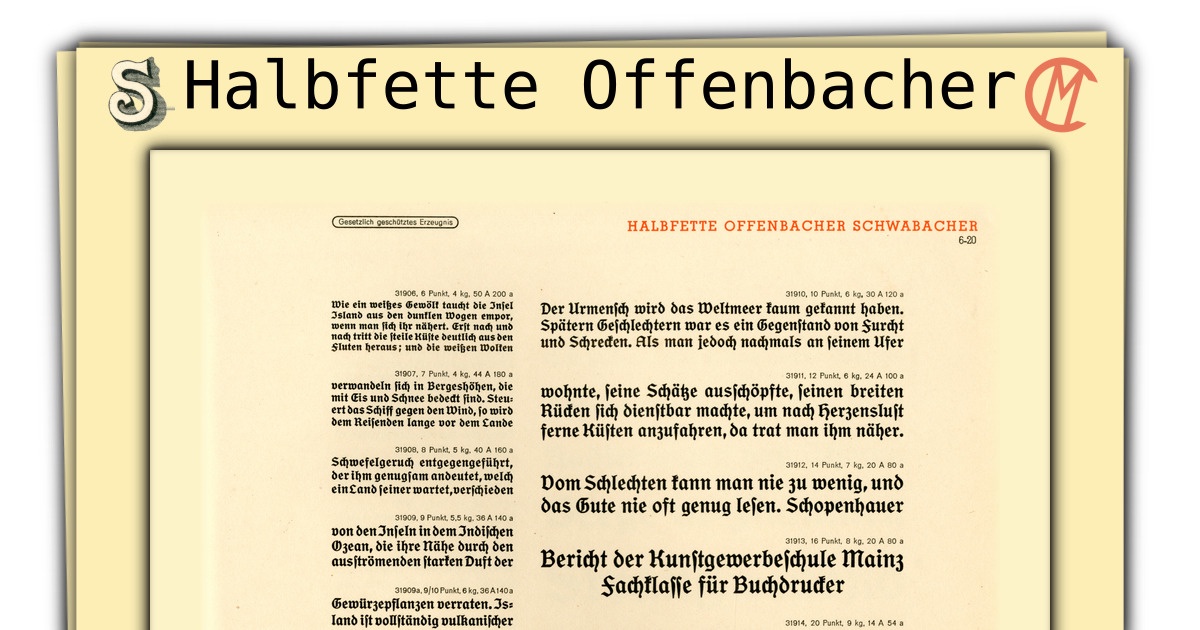 Halbfette Offenbacher
Gesetzlich geschütztes Erzeugnis
HALBFETTE OFFENBACHER SCHWABACHER
6-20
31906, 6 Punkt, 4 kg, 50 A 200 a
Wie ein weißes Gewölk taucht die Insel
Island aus den dunklen Wogen empor,
wenn man sich ihr nähert. Erst nach und
nach tritt die steile Küste deutlich aus den
Fluten heraus; und die weißen Wolken
31907, 7 Punkt, 4 kg, 44 A 180 a
verwandeln sich in Bergeshöhen, die
mit Eis und Schnee bedeckt sind. Steu-
ert das Schiff gegen den Wind, so wird
dem Reisenden lange vor dem Lande
31908, 8 Punkt, 5 kg, 40 A 160 a
Schwefelgeruch entgegengeführt,
der ihm genugsam andeutet, welch
ein Land seiner wartet, verschieden
31909, 9 Punkt, 5,5 kg, 36 A 140 a
von den Inseln in dem Indischen
Ozean, die ihre Nähe durch den
ausströmenden starken Duft der
31909a, 9/10 Punkt, 6 kg, 36 A 140 a
Gewürzepflanzen verraten. Is-
land ist vollständig vulkanischer
31910, 10 Punkt, 6 kg, 30 A 120 a
Der Urmensch wird das Weltmeer kaum gekannt haben.
Spätern Geschlechtern war es ein Gegenstand von Furcht
und Schrecken. Als man jedoch nachmals an seinem Ufer
31911, 12 Punkt, 6 kg, 24 A 100 a
wohnte, seine Schätze ausschöpfte, seinen breiten
Rücken sich dienstbar machte, um nach Herzenslust
ferne Küsten anzufahren, da trat man ihm näher.
31912, 14 Punkt, 7 kg, 20 A 80 a
Vom Schlechten kann man nie zu wenig, und
das Gute nie oft genug lesen. Schopenhauer
31913, 16 Punkt, 8 kg, 20 A 80 a
Bericht der Kunstgewerbeschule Mainz
Fachklasse für Buchdrucker
31914, 20 Punkt, 9 kg, 14 A 54 a